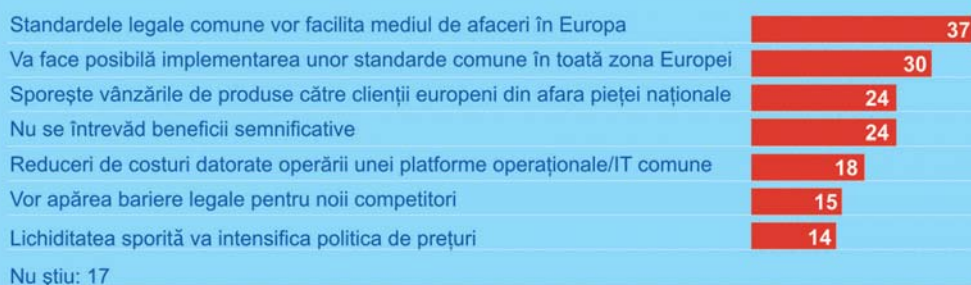 Standardele legale comune vor facilita mediul de afaceri în Europa 37
Va face posibilă implementarea unor standarde comune în toată zona Europei 30
Sporește vânzările de produse către clienții europeni din afara pieței naționale 24
Nu se întrevăd beneficii semnificative 24
Reduceri de costuri datorate operării unei platforme operaționale/IT comune 18
Vor apărea bariere legale pentru noii competitori 15
Lichiditatea sporită va intensifica politica de prețuri 14
Nu știu: 17